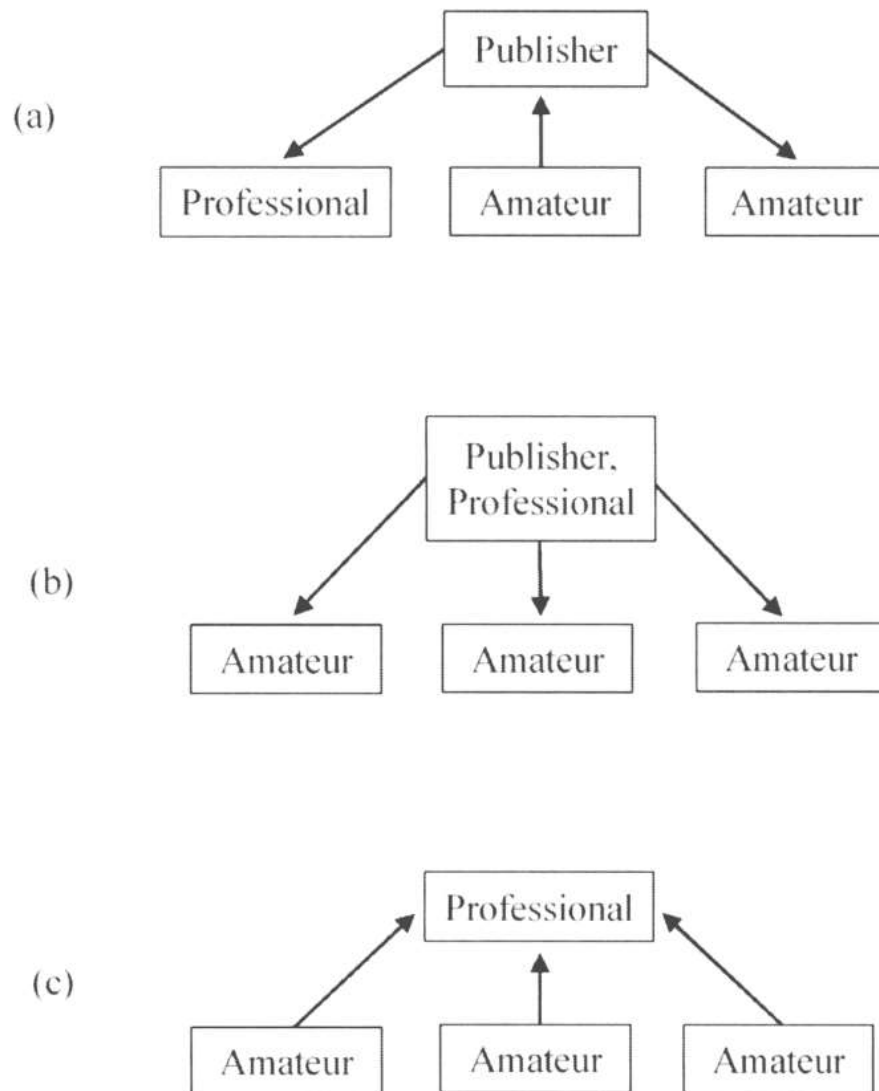 Publisher
(a)
Professional Amateur Amateur
Publisher,
Professional
(b)
Amateur Amateur Amateur
Professional
(c)
Amateur Amateur Amateur